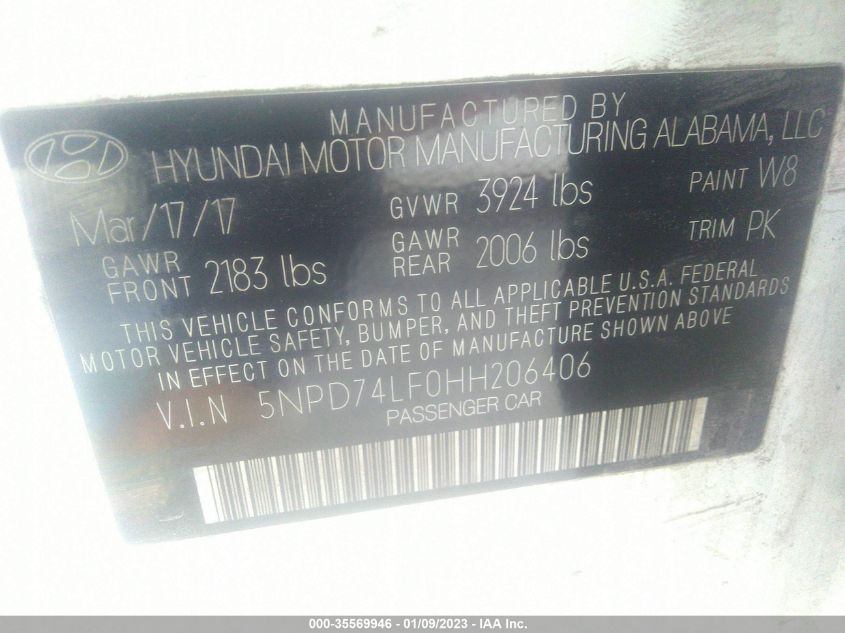 MANUFACTURED BY
HYUNDAI MOTOR MANUFACTURING ALABAMA, LLC
Mar/17/17 GVWR 3924 lbs PAINT W8
GAWR FRONT 2183 lbs GAWR REAR 2006 lbs TRIM PK
THIS VEHICLE CONFORMS TO ALL APPLICABLE U.S.A. FEDERAL
MOTOR VEHICLE SAFETY, BUMPER, AND THEFT PREVENTION STANDARDS
IN EFFECT ON THE DATE OF MANUFACTURE SHOWN ABOVE
V.I.N 5NPD74LF0HH206406
PASSENGER CAR
000-35569946 - 01/09/2023 - IAA Inc.